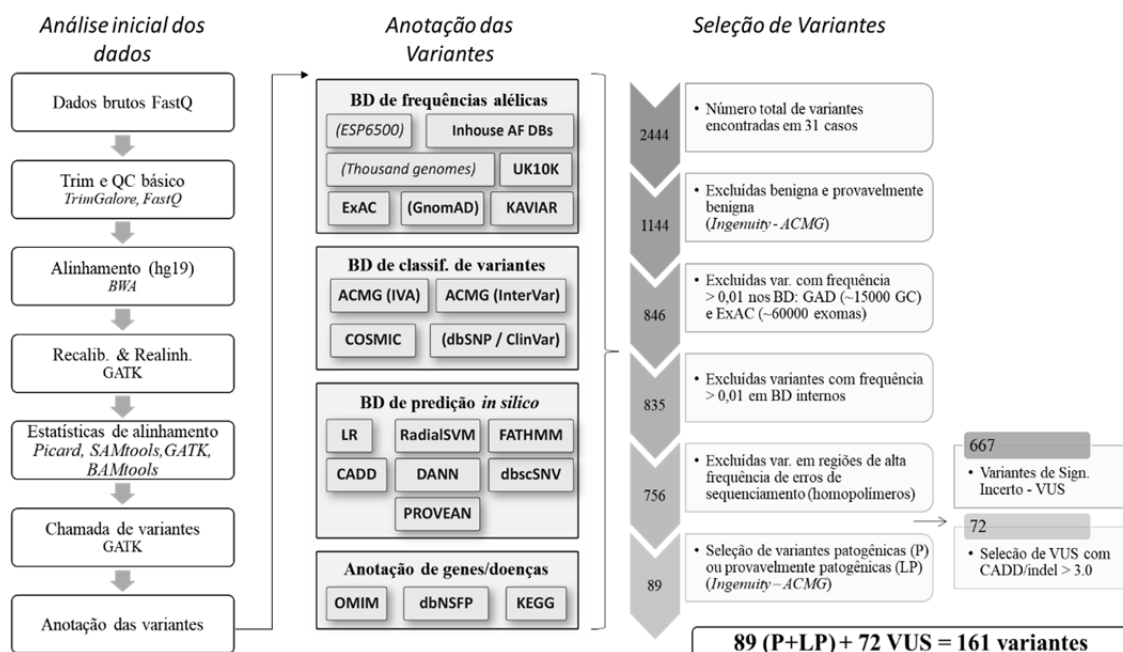 Análise inicial dos
dados
Dados brutos FastQ
Trim e QC básico
TrimGalore, FastQ
Alinhamento (hg19)
BWA
Recalib. & Realinh.
GATK
Estatísticas de alinhamento
Picard, SAMtools,GATK,
BAMtools
Chamada de variantes
GATK
Anotação das variantes
Anotação das
Variantes
BD de frequências alélicas
(ESP6500)
Inhouse AF DBs
(Thousand genomes)
UK10K
ExAC
(GnomAD)
KAVIAR
BD de classif. de variantes
ACMG (IVA)
ACMG (InterVar)
COSMIC
(dbSNP / ClinVar)
BD de predição in silico
LR
RadialSVM
FATHMM
CADD
DANN
dbscSNV
PROVEAN
Anotação de genes/doenças
OMIM
dbNSFP
KEGG
Seleção de Variantes
2444
• Número total de variantes
encontradas em 31 casos
1144
• Excluídas benigna e provavelmente
benigna
(Ingenuity - ACMG)
846
• Excluídas var. com frequência
> 0,01 nos BD: GAD (~15000 GC)
e ExAC (~60000 exomas)
835
• Excluídas variantes com frequência
> 0,01 em BD internos
756
• Excluídas var. em regiões de alta
frequência de erros de
sequenciamento (homopolímeros)
89
• Seleção de variantes patogênicas (P)
ou provavelmente patogênicas (LP)
(Ingenuity – ACMG)
667
• Variantes de Sign.
Incerto - VUS
72
• Selecão de VUS com
CADD/indel > 3.0
89 (P+LP) + 72 VUS = 161 variantes